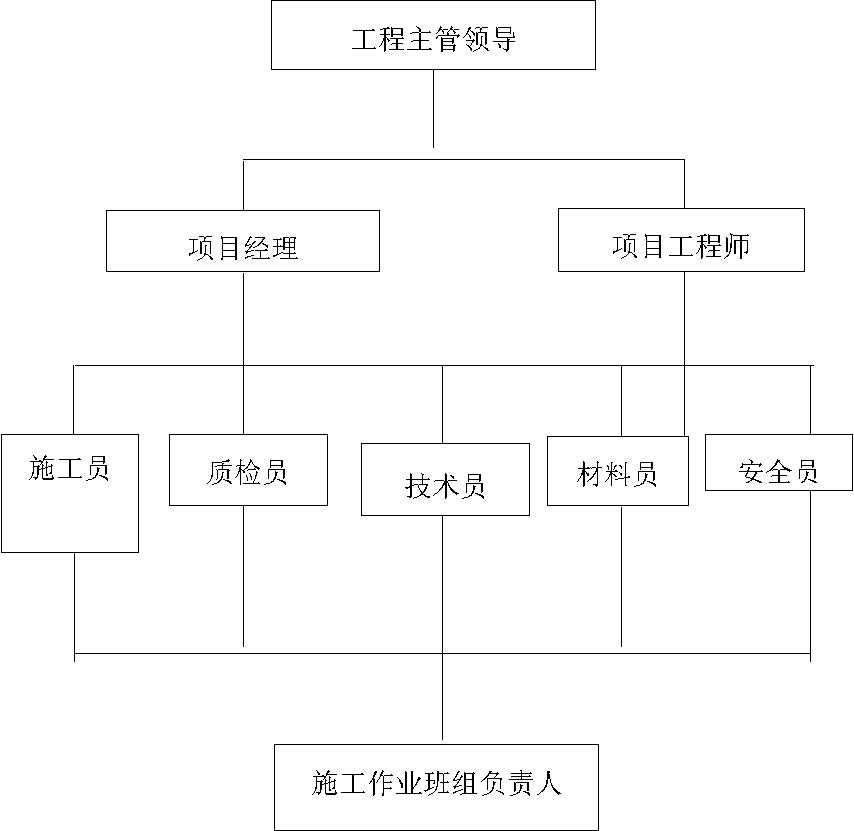 工程主管领导
项目经理
项目工程师
施工员
质检员
技术员
材料员
安全员
施工作业班组负责人